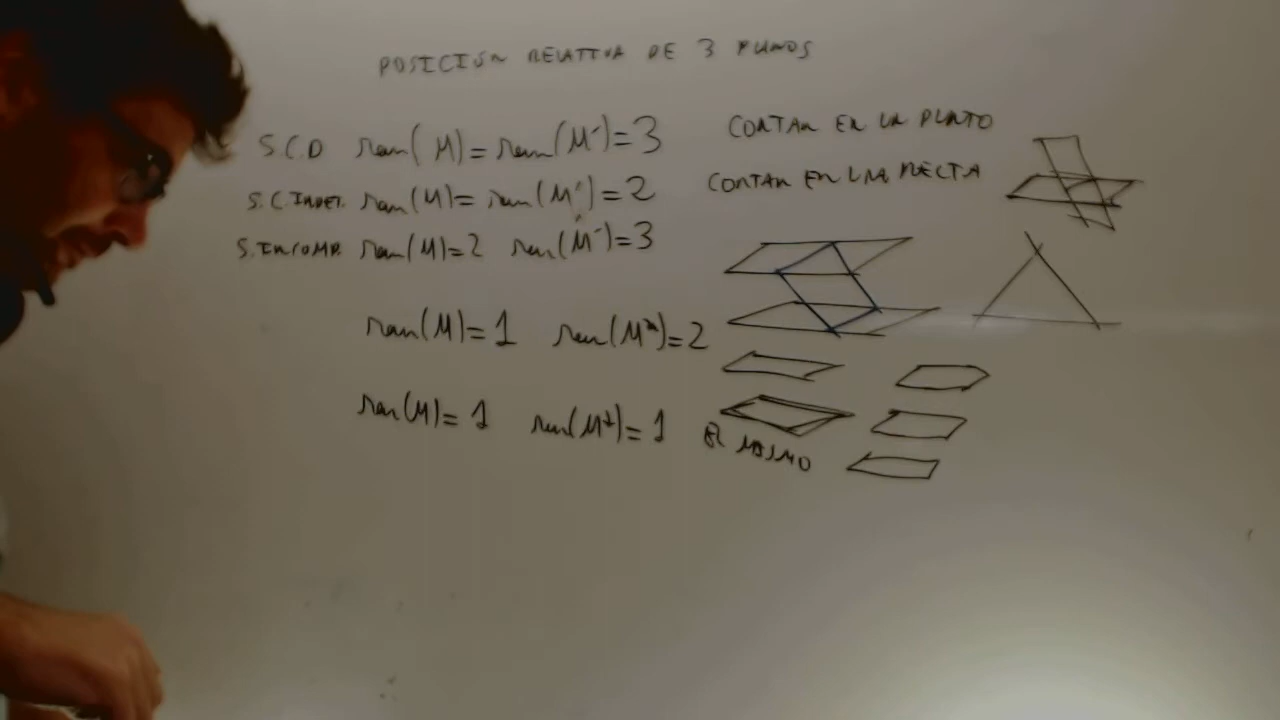 POSICIÓN RELATIVA DE 3 PLANOS
S.C.D ran(M)=ran(M')=3 CORTAN EN UN PUNTO
S.C.INDET. ran(M)=ran(M')=2 CORTAN EN UNA RECTA
S.INCOMP. ran(M)=2 ran(M')=3
ran(M)=1 ran(M*)=2
ran(M)=1 ran(M*)=1 EL MISMO